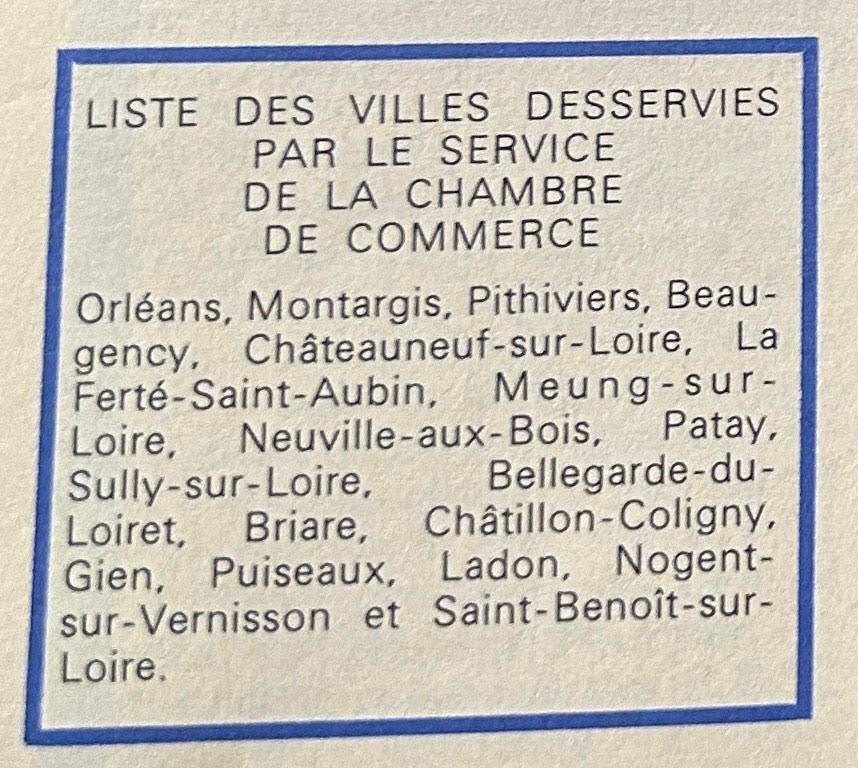 LISTE DES VILLES DESSERVIES
PAR LE SERVICE
DE LA CHAMBRE
DE COMMERCE
Orléans, Montargis, Pithiviers, Beau-
gency, Châteauneuf-sur-Loire, La
Ferté-Saint-Aubin, Meung-sur-
Loire, Neuville-aux-Bois, Patay,
Sully-sur-Loire, Bellegarde-du-
Loiret, Briare, Châtillon-Coligny,
Gien, Puiseaux, Ladon, Nogent-
sur-Vernisson et Saint-Benoît-sur-
Loire.